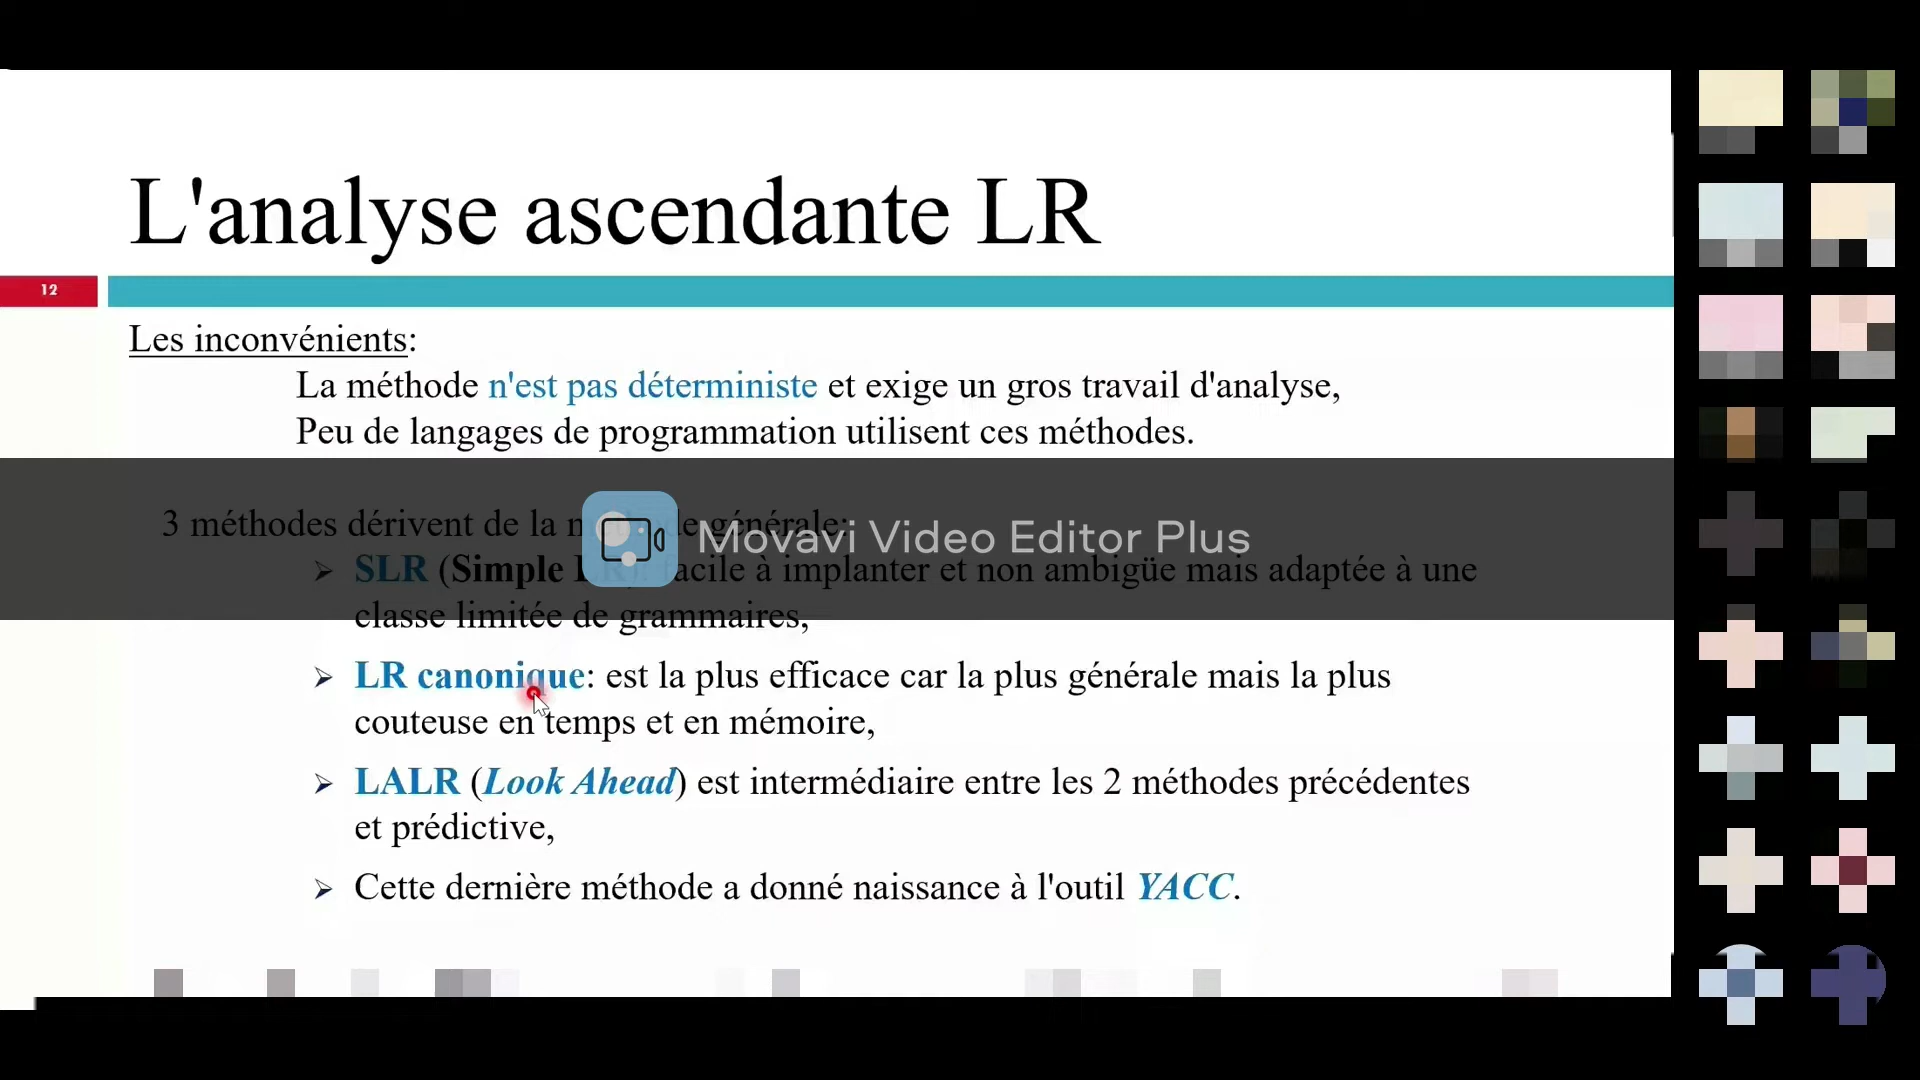 L'analyse ascendante LR
12
Les inconvénients:
La méthode n'est pas déterministe et exige un gros travail d'analyse,
Peu de langages de programmation utilisent ces méthodes.
3 méthodes dérivent de la générale:
Movavi Video Editor Plus
➢ SLR (Simple facile à implanter et non ambigüe mais adaptée à une
classe limitée de grammaires,
➢ LR canonique: est la plus efficace car la plus générale mais la plus
couteuse en temps et en mémoire,
➢ LALR (Look Ahead) est intermédiaire entre les 2 méthodes précédentes
et prédictive,
➢ Cette dernière méthode a donné naissance à l'outil YACC.